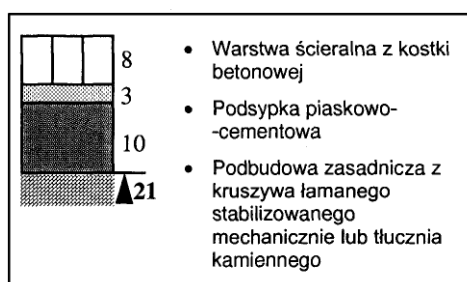 8
3
10
21
• Warstwa ścieralna z kostki
betonowej
• Podsypka piaskowo-
-cementowa
• Podbudowa zasadnicza z
kruszywa łamanego
stabilizowanego
mechanicznie lub tłucznia
kamiennego